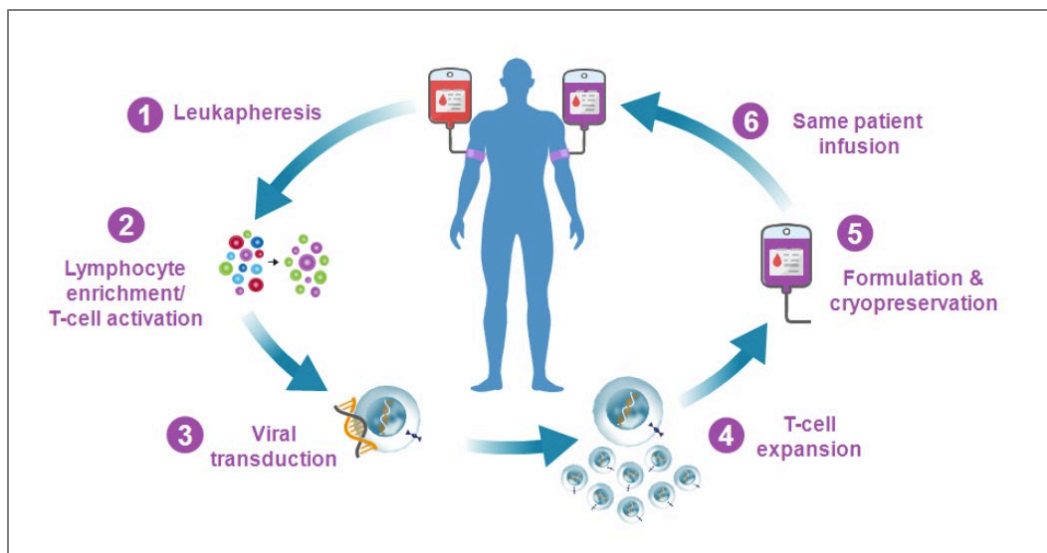 1 Leukapheresis
2
Lymphocyte
enrichment/
T-cell activation
3 Viral
transduction
4 T-cell
expansion
5
Formulation &
cryopreservation
6 Same patient
infusion